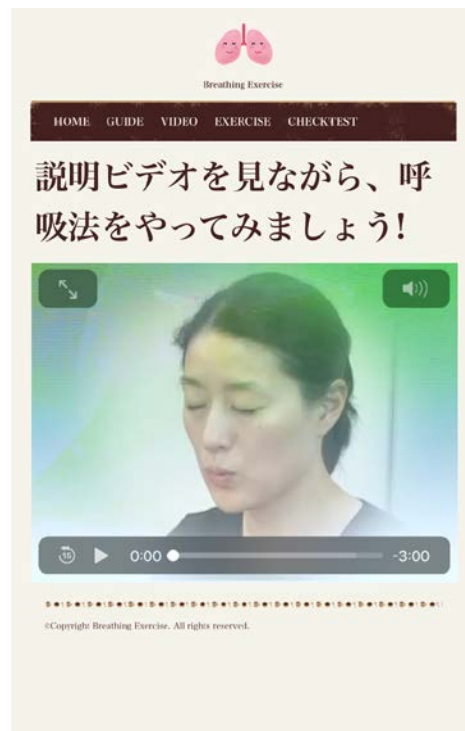 Breathing Exercise
HOME GUIDE VIDEO EXERCISE CHECKTEST
説明ビデオを見ながら、呼
吸法をやってみましょう!
15 0:00 -3:00
©Copyright Breathing Exercise. All rights reserved.